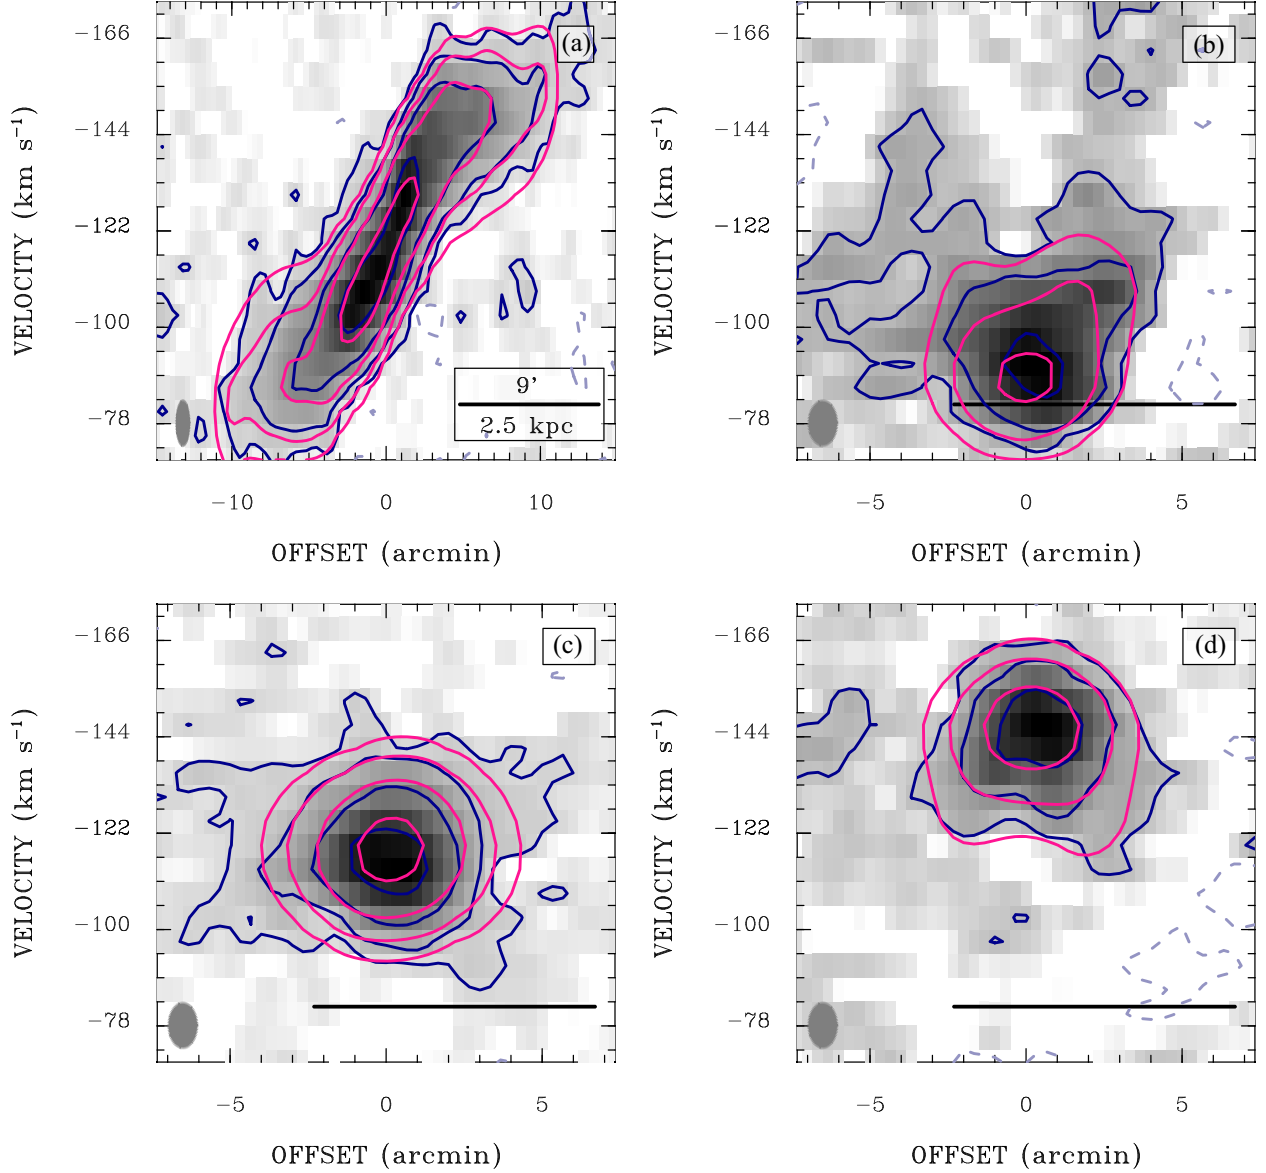 (a)
-166
-144
-122
-100
-78
VELOCITY (km s⁻¹)
9'
2.5 kpc
-10 0 10
OFFSET (arcmin)
(b)
-166
-144
-122
-100
-78
VELOCITY (km s⁻¹)
-5 0 5
OFFSET (arcmin)
(c)
-166
-144
-122
-100
-78
VELOCITY (km s⁻¹)
-5 0 5
OFFSET (arcmin)
(d)
-166
-144
-122
-100
-78
VELOCITY (km s⁻¹)
-5 0 5
OFFSET (arcmin)